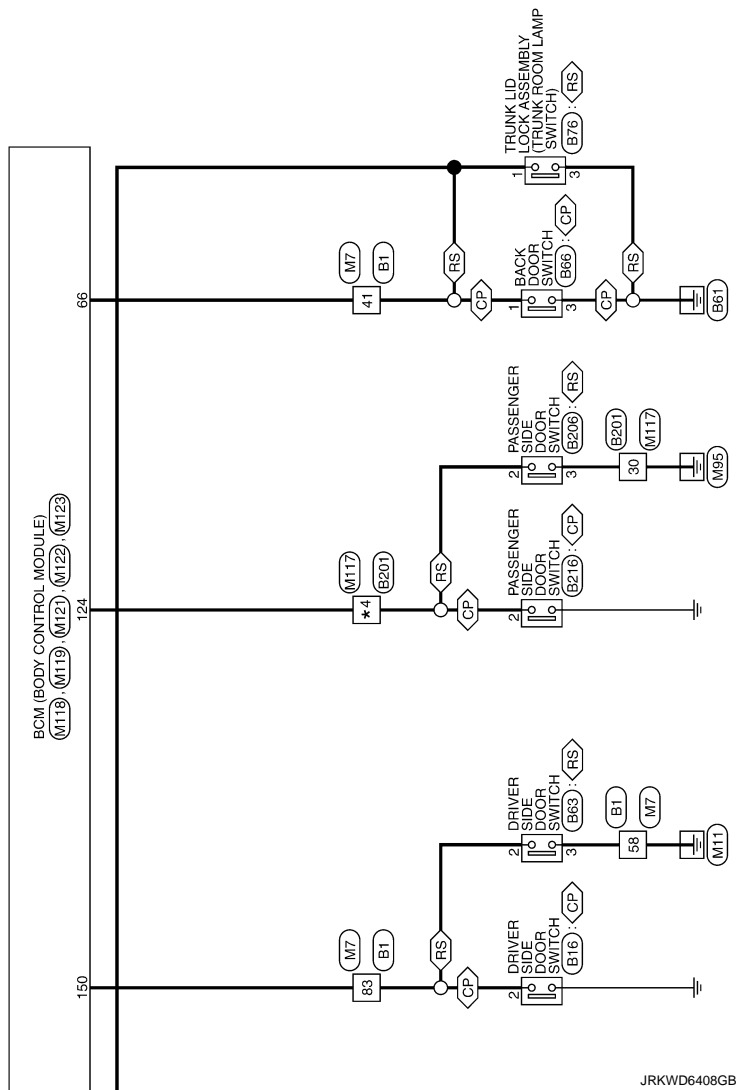 BCM (BODY CONTROL MODULE)
M118 , M119 , M121 , M122 , M123
150
124
66
83
M7
B1
*4
M117
B201
41
M7
B1
CP
RS
CP
RS
CP
RS
DRIVER
SIDE
DOOR
SWITCH
B16 : CP
2
DRIVER
SIDE
DOOR
SWITCH
B63 : RS
2
3
58
B1
M7
M11
PASSENGER
SIDE
DOOR
SWITCH
B216 : CP
2
PASSENGER
SIDE
DOOR
SWITCH
B206 : RS
2
3
30
B201
M117
M95
BACK
DOOR
SWITCH
B66 : CP
1
3
CP
RS
B61
TRUNK LID
LOCK ASSEMBLY
(TRUNK ROOM LAMP
SWITCH)
B76 : RS
1
3
JRKWD6408GB